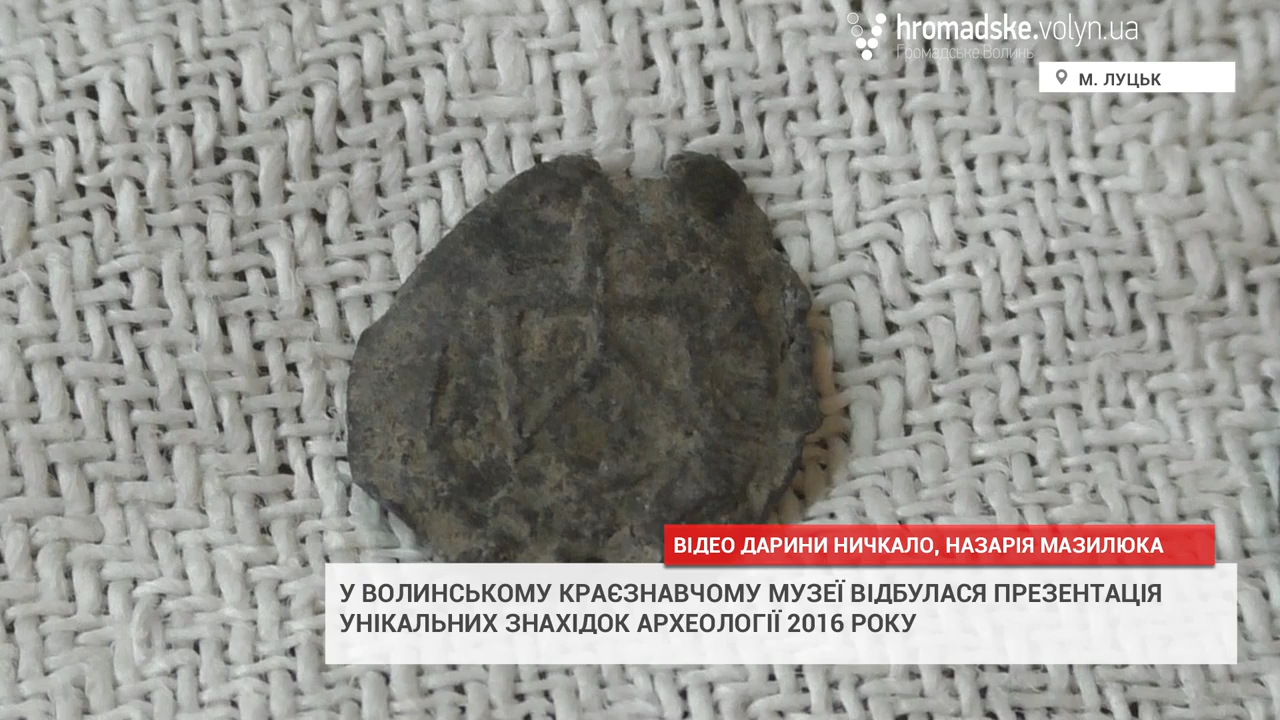 hromadske.volyn.ua
Громадське.Волинь
М. ЛУЦЬК
ВІДЕО ДАРИНИ НИЧКАЛО, НАЗАРІЯ МАЗИЛЮКА
У ВОЛИНСЬКОМУ КРАЄЗНАВЧОМУ МУЗЕЇ ВІДБУЛАСЯ ПРЕЗЕНТАЦІЯ
УНІКАЛЬНИХ ЗНАХІДОК АРХЕОЛОГІЇ 2016 РОКУ